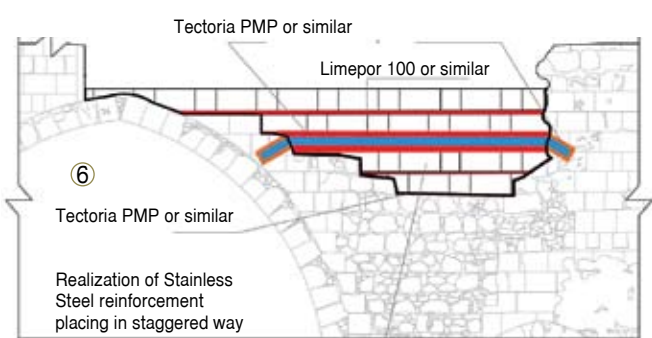 Tectoria PMP or similar
Limepor 100 or similar
6
Tectoria PMP or similar
Realization of Stainless
Steel reinforcement
placing in staggered way